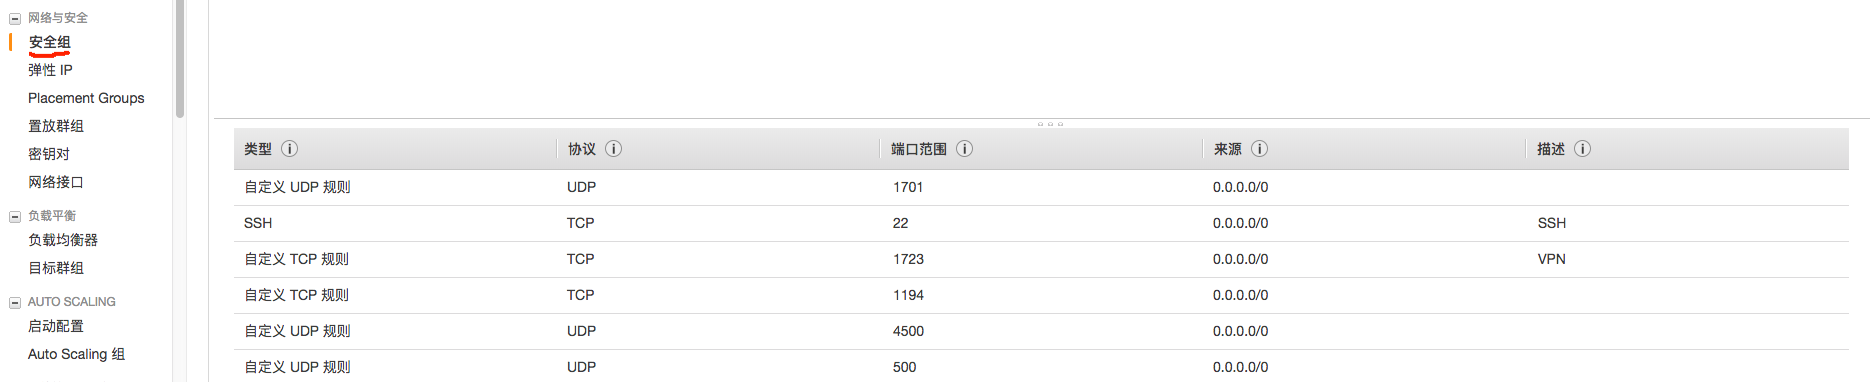 网络与安全
安全组
弹性 IP
Placement Groups
置放群组
密钥对
网络接口
负载平衡
负载均衡器
目标群组
AUTO SCALING
启动配置
Auto Scaling 组
类型 协议 端口范围 来源 描述
自定义 UDP 规则 UDP 1701 0.0.0.0/0
SSH TCP 22 0.0.0.0/0 SSH
自定义 TCP 规则 TCP 1723 0.0.0.0/0 VPN
自定义 TCP 规则 TCP 1194 0.0.0.0/0
自定义 UDP 规则 UDP 4500 0.0.0.0/0
自定义 UDP 规则 UDP 500 0.0.0.0/0